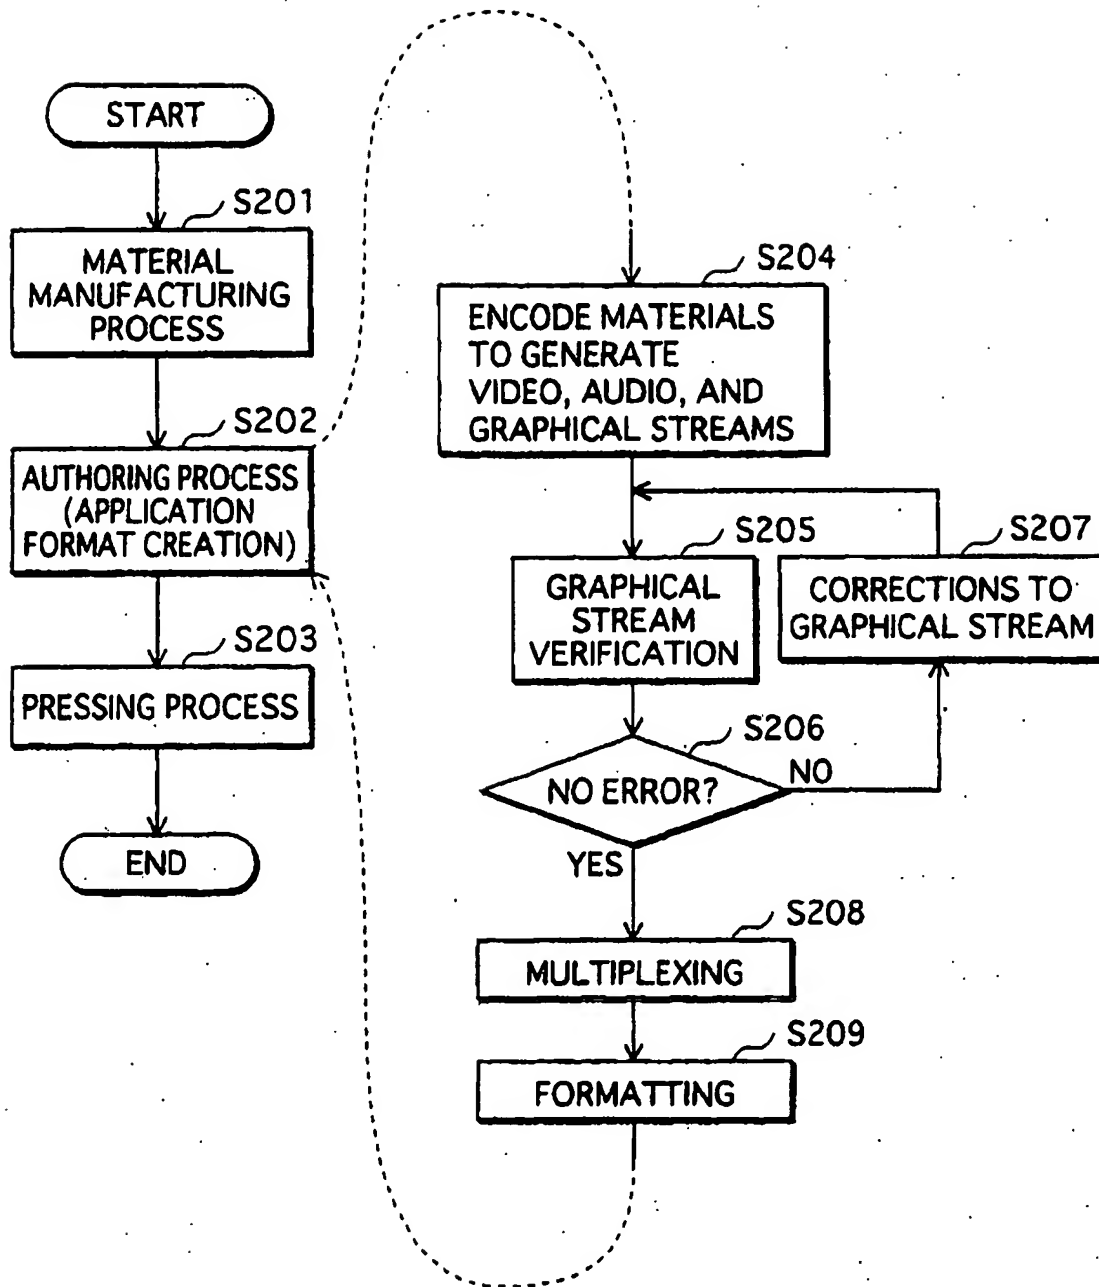 START
S201
MATERIAL
MANUFACTURING
PROCESS
S202
AUTHORING PROCESS
(APPLICATION
FORMAT CREATION)
S203
PRESSING PROCESS
END
S204
ENCODE MATERIALS
TO GENERATE
VIDEO, AUDIO, AND
GRAPHICAL STREAMS
S205
GRAPHICAL
STREAM
VERIFICATION
S207
CORRECTIONS TO
GRAPHICAL STREAM
S206
NO ERROR?
NO
YES
S208
MULTIPLEXING
S209
FORMATTING